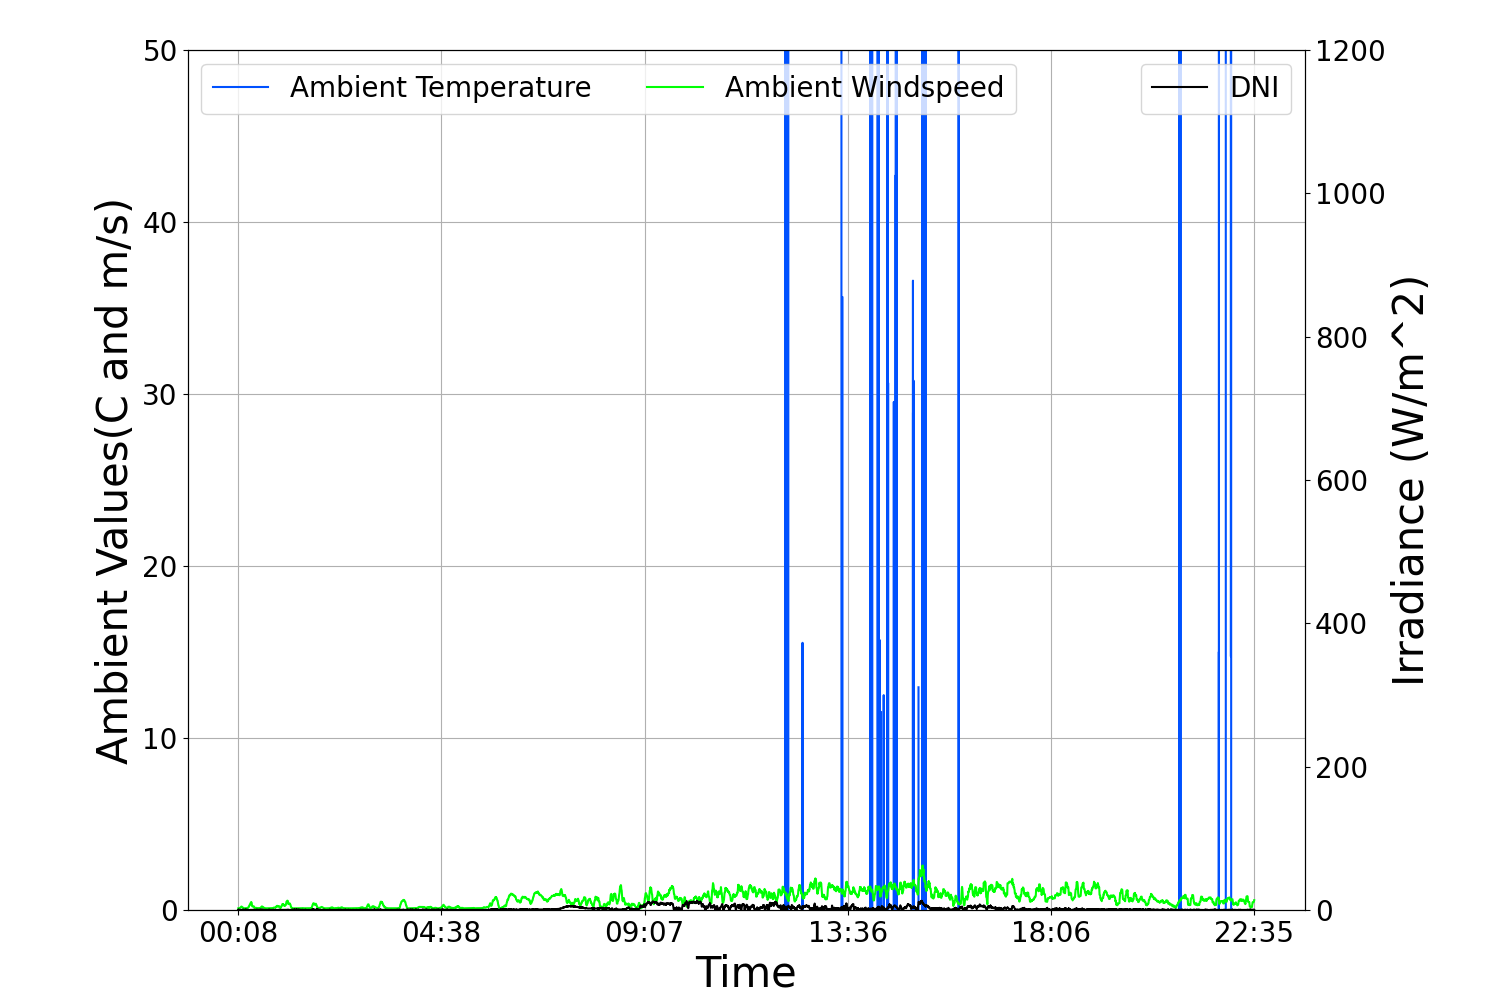 Ambient Temperature
Ambient Windspeed
DNI
Ambient Values(C and m/s)
50
40
30
20
10
0
1200
1000
800
600
400
200
0
Irradiance (W/m^2)
00:08 04:38 09:07 13:36 18:06 22:35
Time